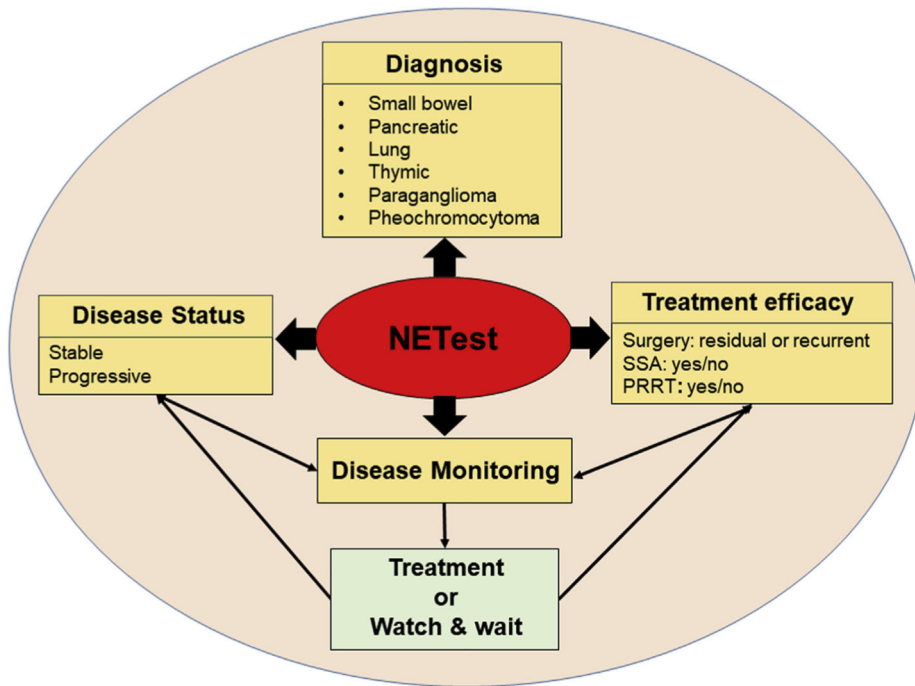 Diagnosis
• Small bowel
• Pancreatic
• Lung
• Thymic
• Paraganglioma
• Pheochromocytoma
Disease Status
Stable
Progressive
NETest
Treatment efficacy
Surgery: residual or recurrent
SSA: yes/no
PRRT: yes/no
Disease Monitoring
Treatment
or
Watch & wait